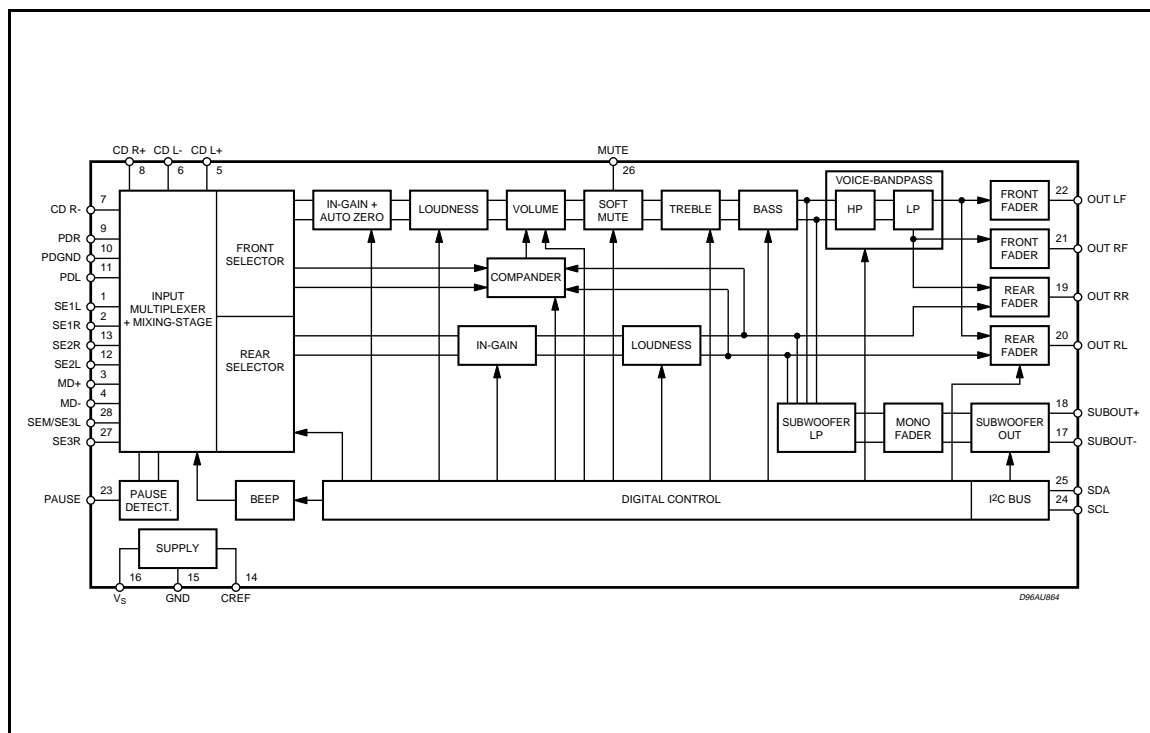 CD R+ CD L- CD L+ MUTE
8 6 5 26
7 CD R-
9 PDR
10 PDGND
11 PDL
1 SE1L
2 SE1R
13 SE2R
12 SE2L
3 MD+
4 MD-
28 SEM/SE3L
27 SE3R
INPUT
MULTIPLEXER
+ MIXING-STAGE
FRONT
SELECTOR
REAR
SELECTOR
IN-GAIN +
AUTO ZERO
LOUDNESS
VOLUME
SOFT
MUTE
TREBLE
BASS
VOICE-BANDPASS
HP
LP
FRONT
FADER
22 OUT LF
FRONT
FADER
21 OUT RF
COMPANDER
REAR
FADER
19 OUT RR
IN-GAIN
LOUDNESS
REAR
FADER
20 OUT RL
SUBWOOFER
LP
MONO
FADER
SUBWOOFER
OUT
18 SUBOUT+
17 SUBOUT-
PAUSE 23
PAUSE
DETECT.
BEEP
DIGITAL CONTROL
I²C BUS
25 SDA
24 SCL
SUPPLY
16 15 14
VS GND CREF
D96AU864